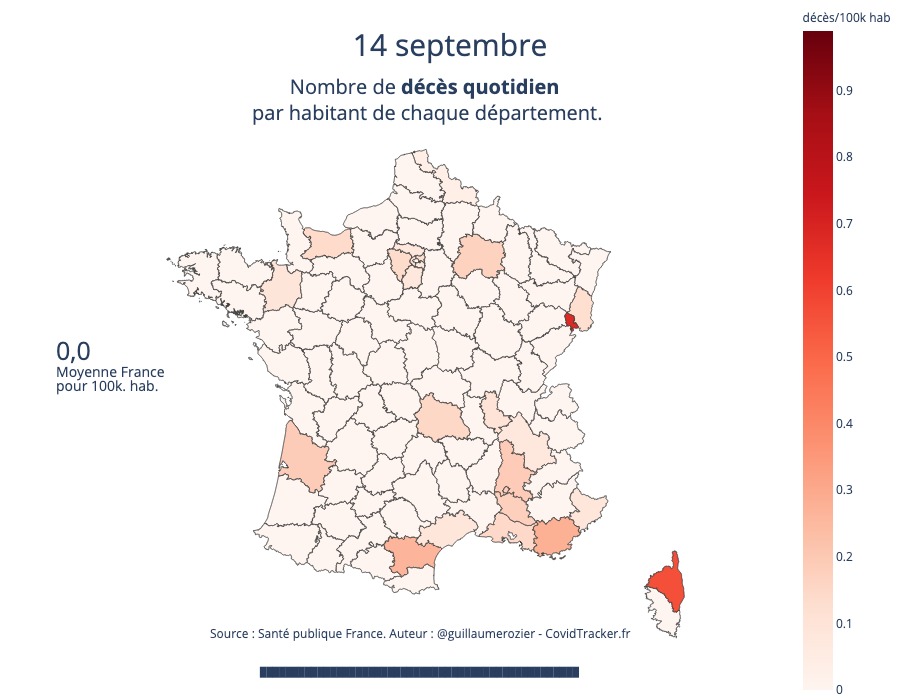 décès/100k hab
14 septembre
Nombre de décès quotidien
par habitant de chaque département.
0.9
0.8
0.7
0.6
0.5
0.4
0.3
0.2
0.1
0
0,0
Moyenne France
pour 100k. hab.
Source : Santé publique France. Auteur : @guillaumerozier - CovidTracker.fr